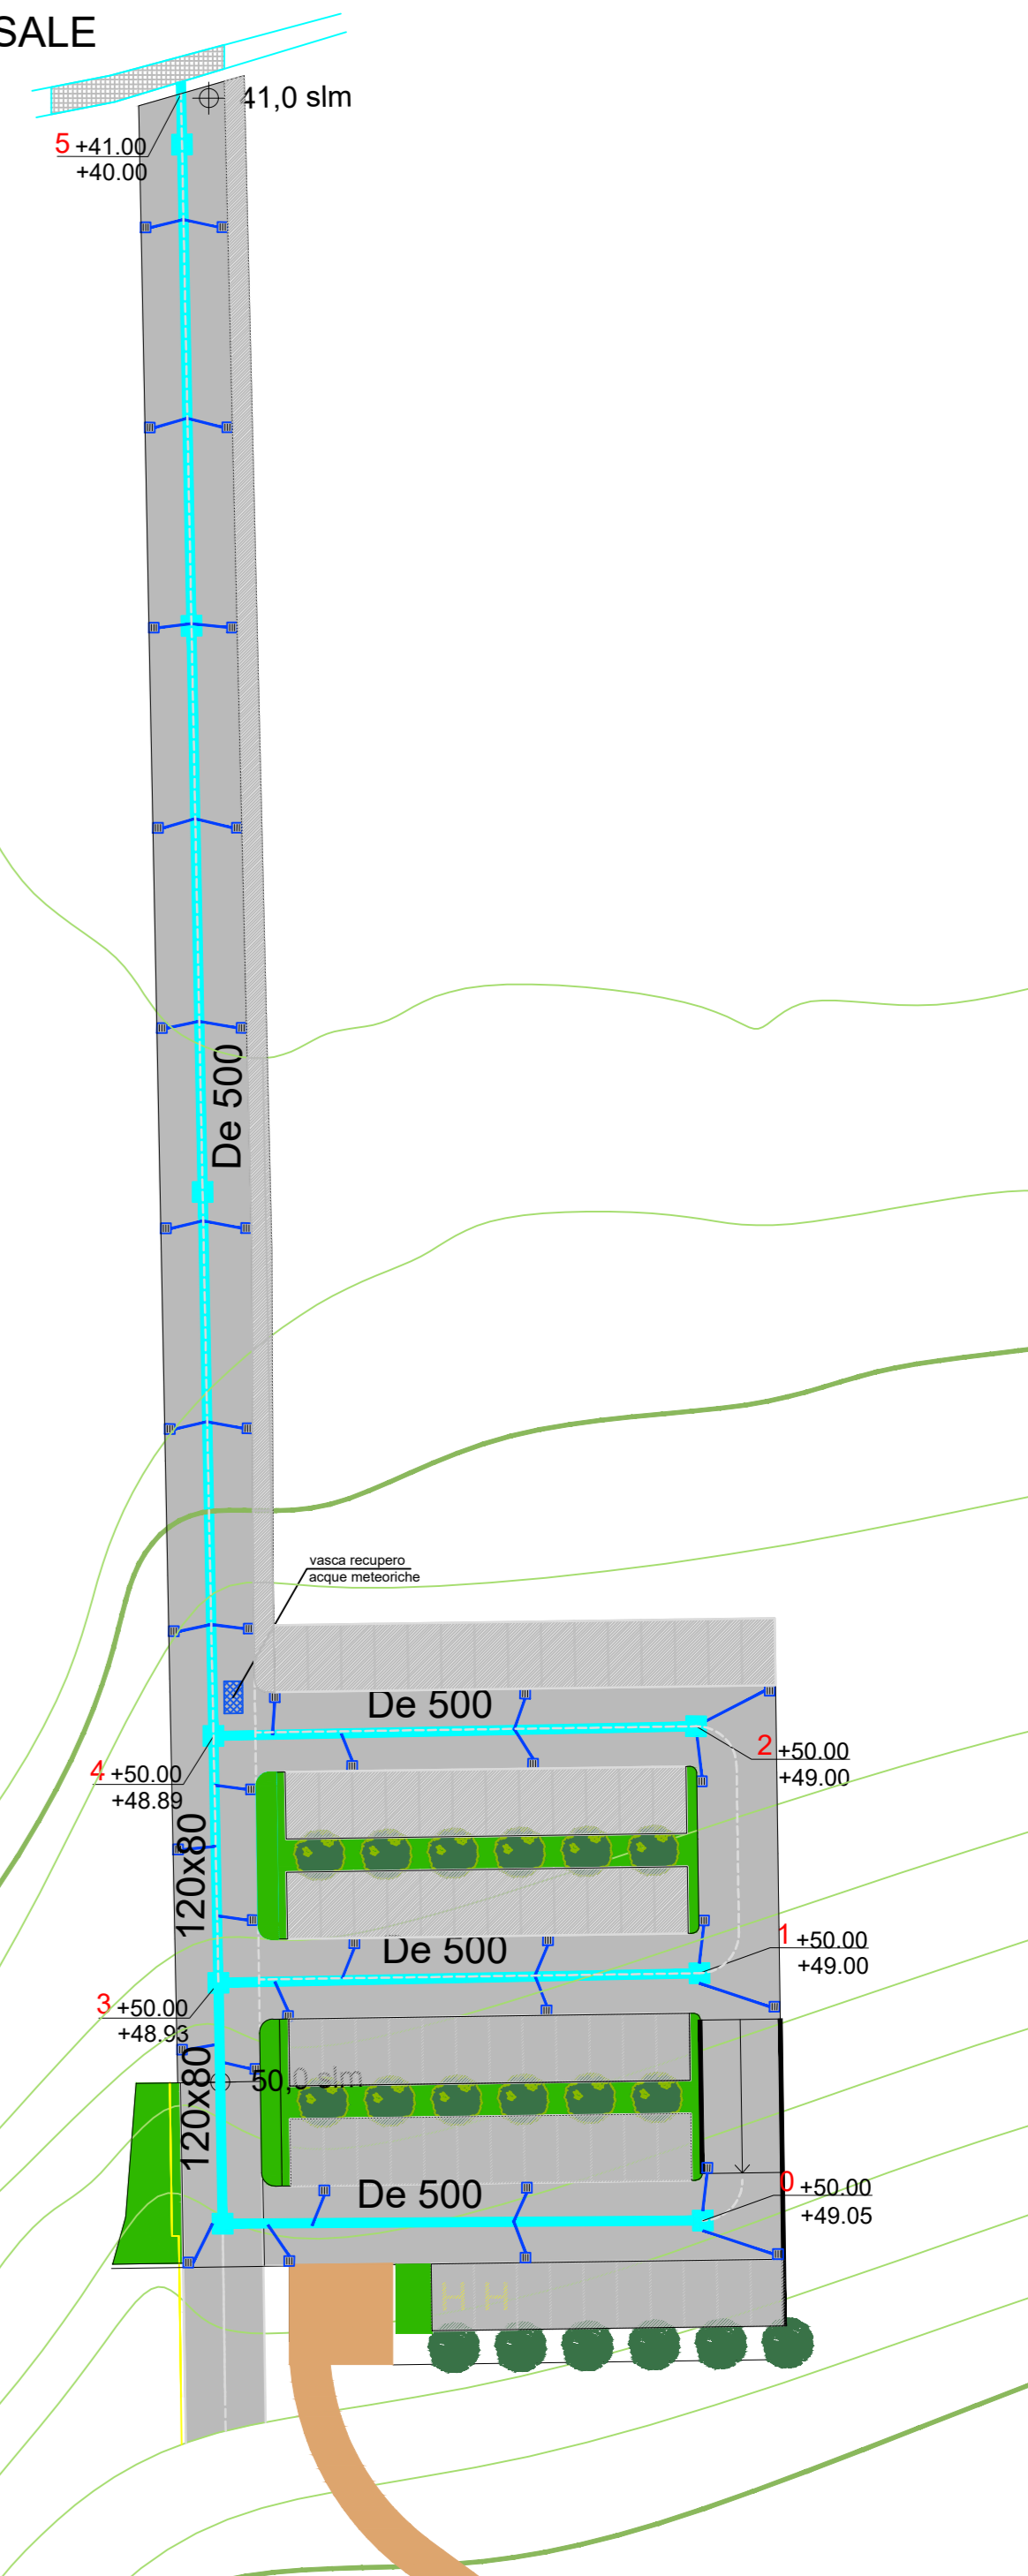 SALE
41,0 slm
5 +41.00
+40.00
De 500
vasca recupero
acque meteoriche
De 500
2 +50.00
+49.00
4 +50.00
+48.89
120x80
De 500
1 +50.00
+49.00
3 +50.00
+48.93
50,0 slm
120x80
De 500
0 +50.00
+49.05